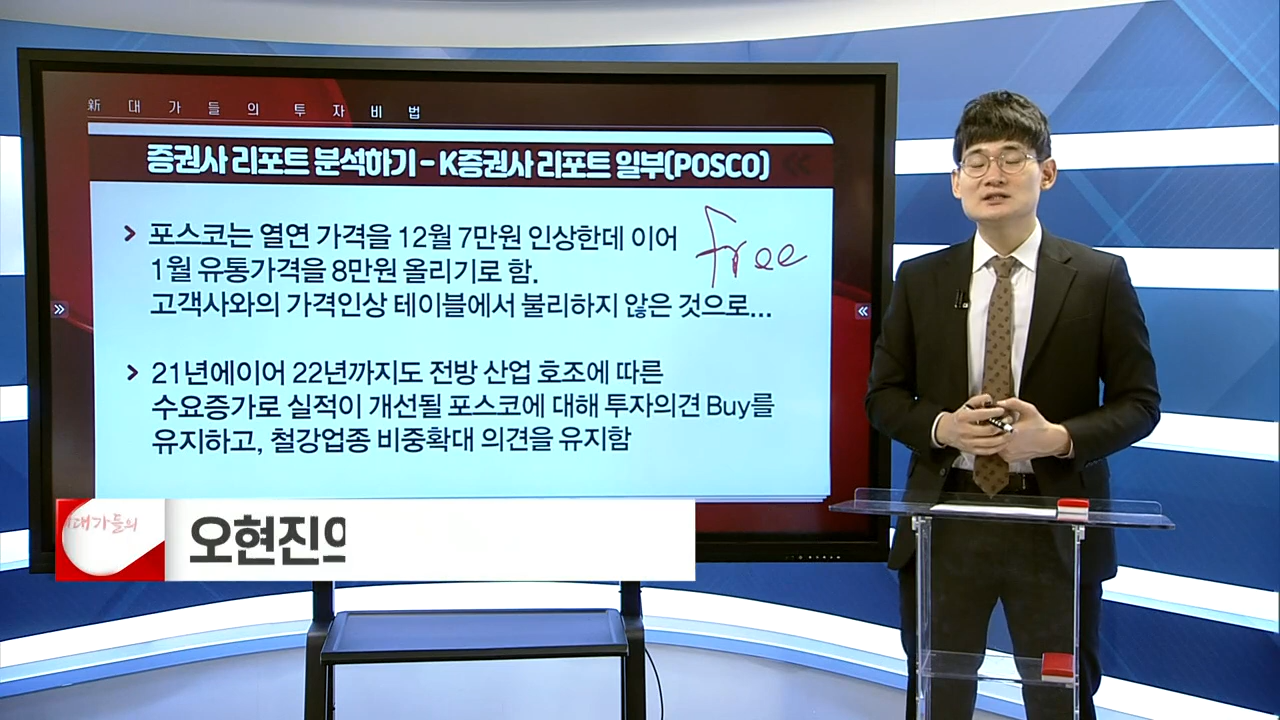 新 대 가 들 의 투 자 비 법
증권사 리포트 분석하기 - K증권사 리포트 일부(POSCO)
포스코는 열연 가격을 12월 7만원 인상한데 이어
free
1월 유통가격을 8만원 올리기로 함.
고객사와의 가격인상 테이블에서 불리하지 않은 것으로...
21년에이어 22년까지도 전방 산업 호조에 따른
수요증가로 실적이 개선될 포스코에 대해 투자의견 Buy를
유지하고, 철강업종 비중확대 의견을 유지함
대가들의
오현진의